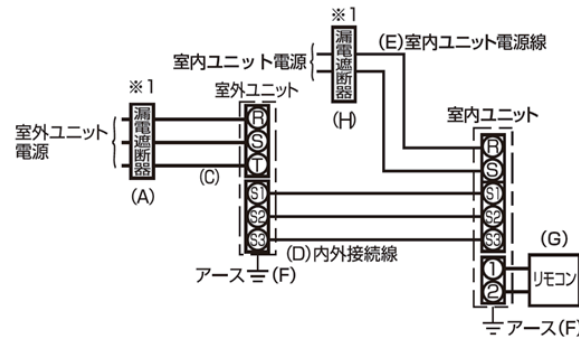 ※1
(E)室内ユニット電源線
漏電遮断器
室内ユニット電源
(H)
※1
室外ユニット
室内ユニット
漏電遮断器
室外ユニット
電源
(A)
(C)
R
S
T
S1
S2
S3
R
S
S1
S2
S3
(D)内外接続線
アース
(F)
1
2
(G)
リモコン
アース(F)